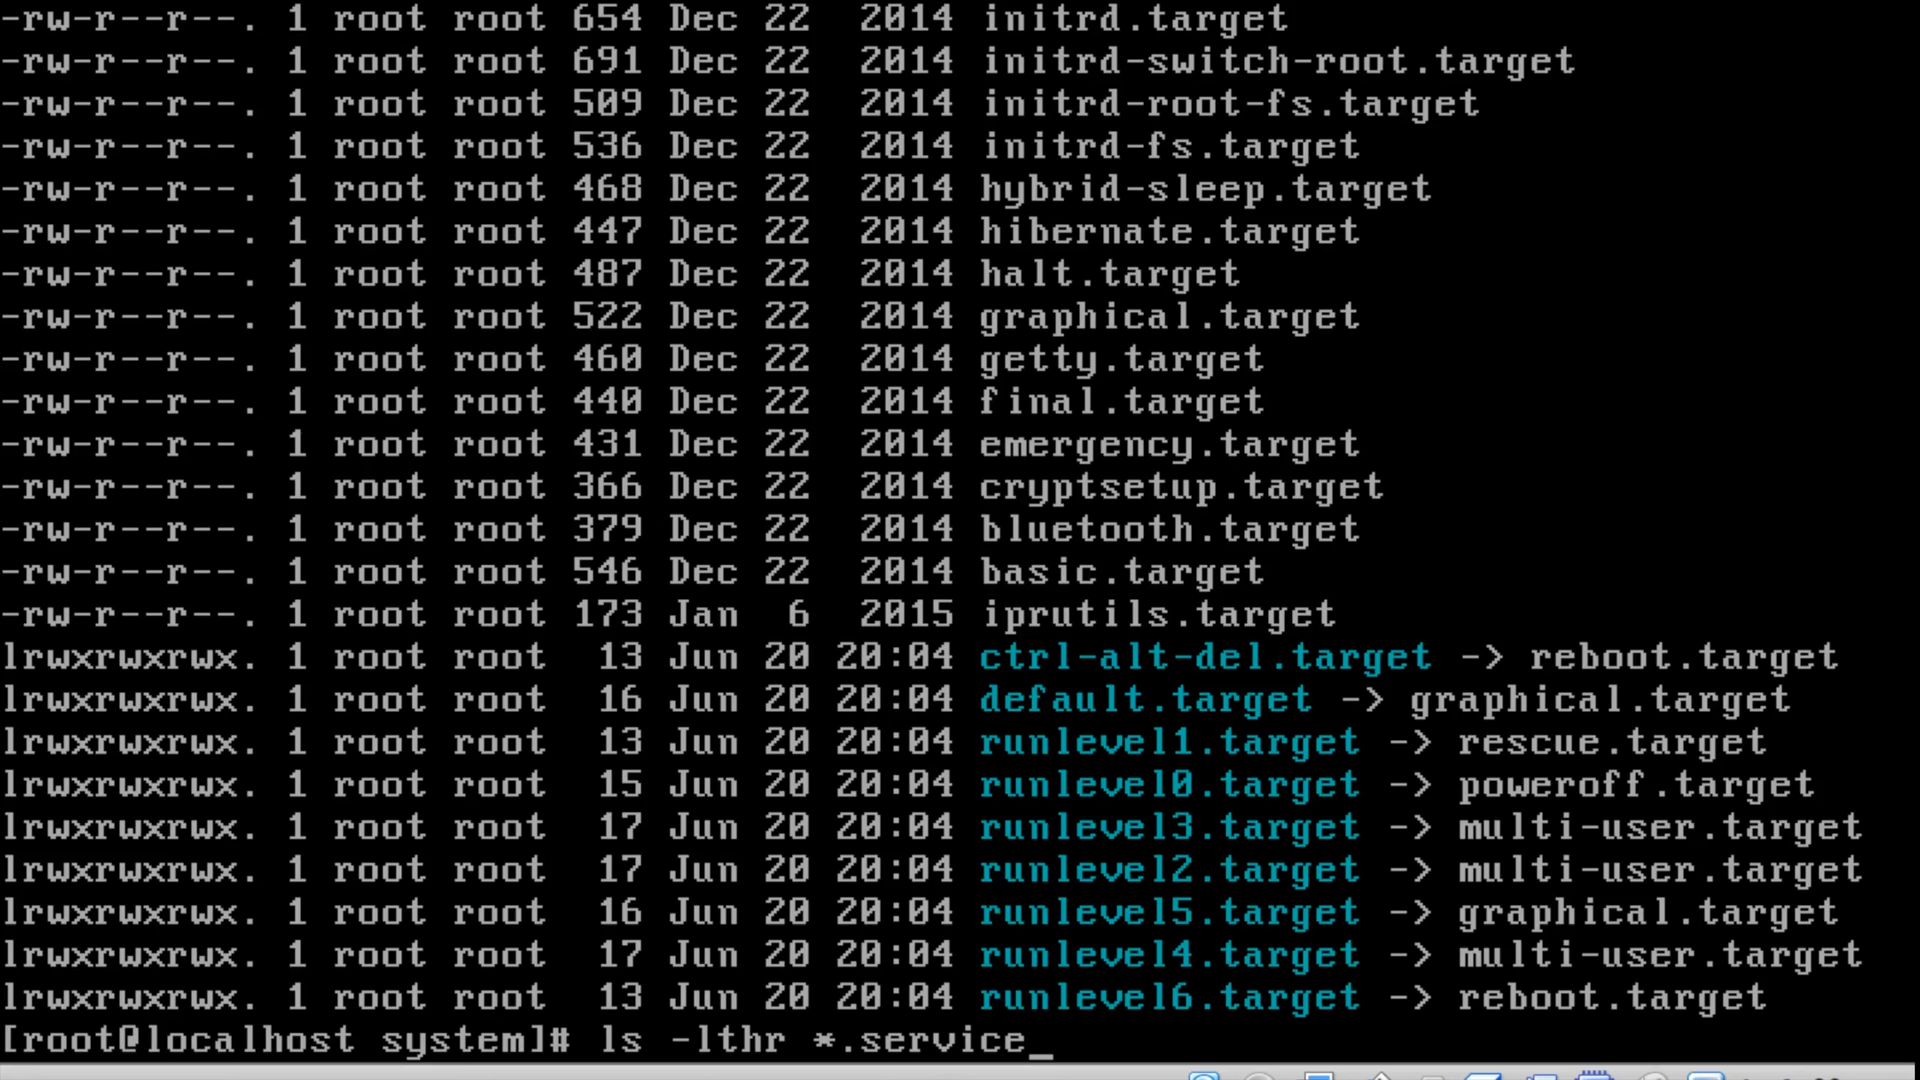 -rw-r--r--. 1 root root 654 Dec 22  2014 initrd.target
-rw-r--r--. 1 root root 691 Dec 22  2014 initrd-switch-root.target
-rw-r--r--. 1 root root 509 Dec 22  2014 initrd-root-fs.target
-rw-r--r--. 1 root root 536 Dec 22  2014 initrd-fs.target
-rw-r--r--. 1 root root 468 Dec 22  2014 hybrid-sleep.target
-rw-r--r--. 1 root root 447 Dec 22  2014 hibernate.target
-rw-r--r--. 1 root root 487 Dec 22  2014 halt.target
-rw-r--r--. 1 root root 522 Dec 22  2014 graphical.target
-rw-r--r--. 1 root root 460 Dec 22  2014 getty.target
-rw-r--r--. 1 root root 440 Dec 22  2014 final.target
-rw-r--r--. 1 root root 431 Dec 22  2014 emergency.target
-rw-r--r--. 1 root root 366 Dec 22  2014 cryptsetup.target
-rw-r--r--. 1 root root 379 Dec 22  2014 bluetooth.target
-rw-r--r--. 1 root root 546 Dec 22  2014 basic.target
-rw-r--r--. 1 root root 173 Jan  6  2015 iprutils.target
lrwxrwxrwx. 1 root root  13 Jun 20 20:04 ctrl-alt-del.target -> reboot.target
lrwxrwxrwx. 1 root root  16 Jun 20 20:04 default.target -> graphical.target
lrwxrwxrwx. 1 root root  13 Jun 20 20:04 runlevel1.target -> rescue.target
lrwxrwxrwx. 1 root root  15 Jun 20 20:04 runlevel0.target -> poweroff.target
lrwxrwxrwx. 1 root root  17 Jun 20 20:04 runlevel3.target -> multi-user.target
lrwxrwxrwx. 1 root root  17 Jun 20 20:04 runlevel2.target -> multi-user.target
lrwxrwxrwx. 1 root root  16 Jun 20 20:04 runlevel5.target -> graphical.target
lrwxrwxrwx. 1 root root  17 Jun 20 20:04 runlevel4.target -> multi-user.target
lrwxrwxrwx. 1 root root  13 Jun 20 20:04 runlevel6.target -> reboot.target
[root@localhost system]# ls -lthr *.service_